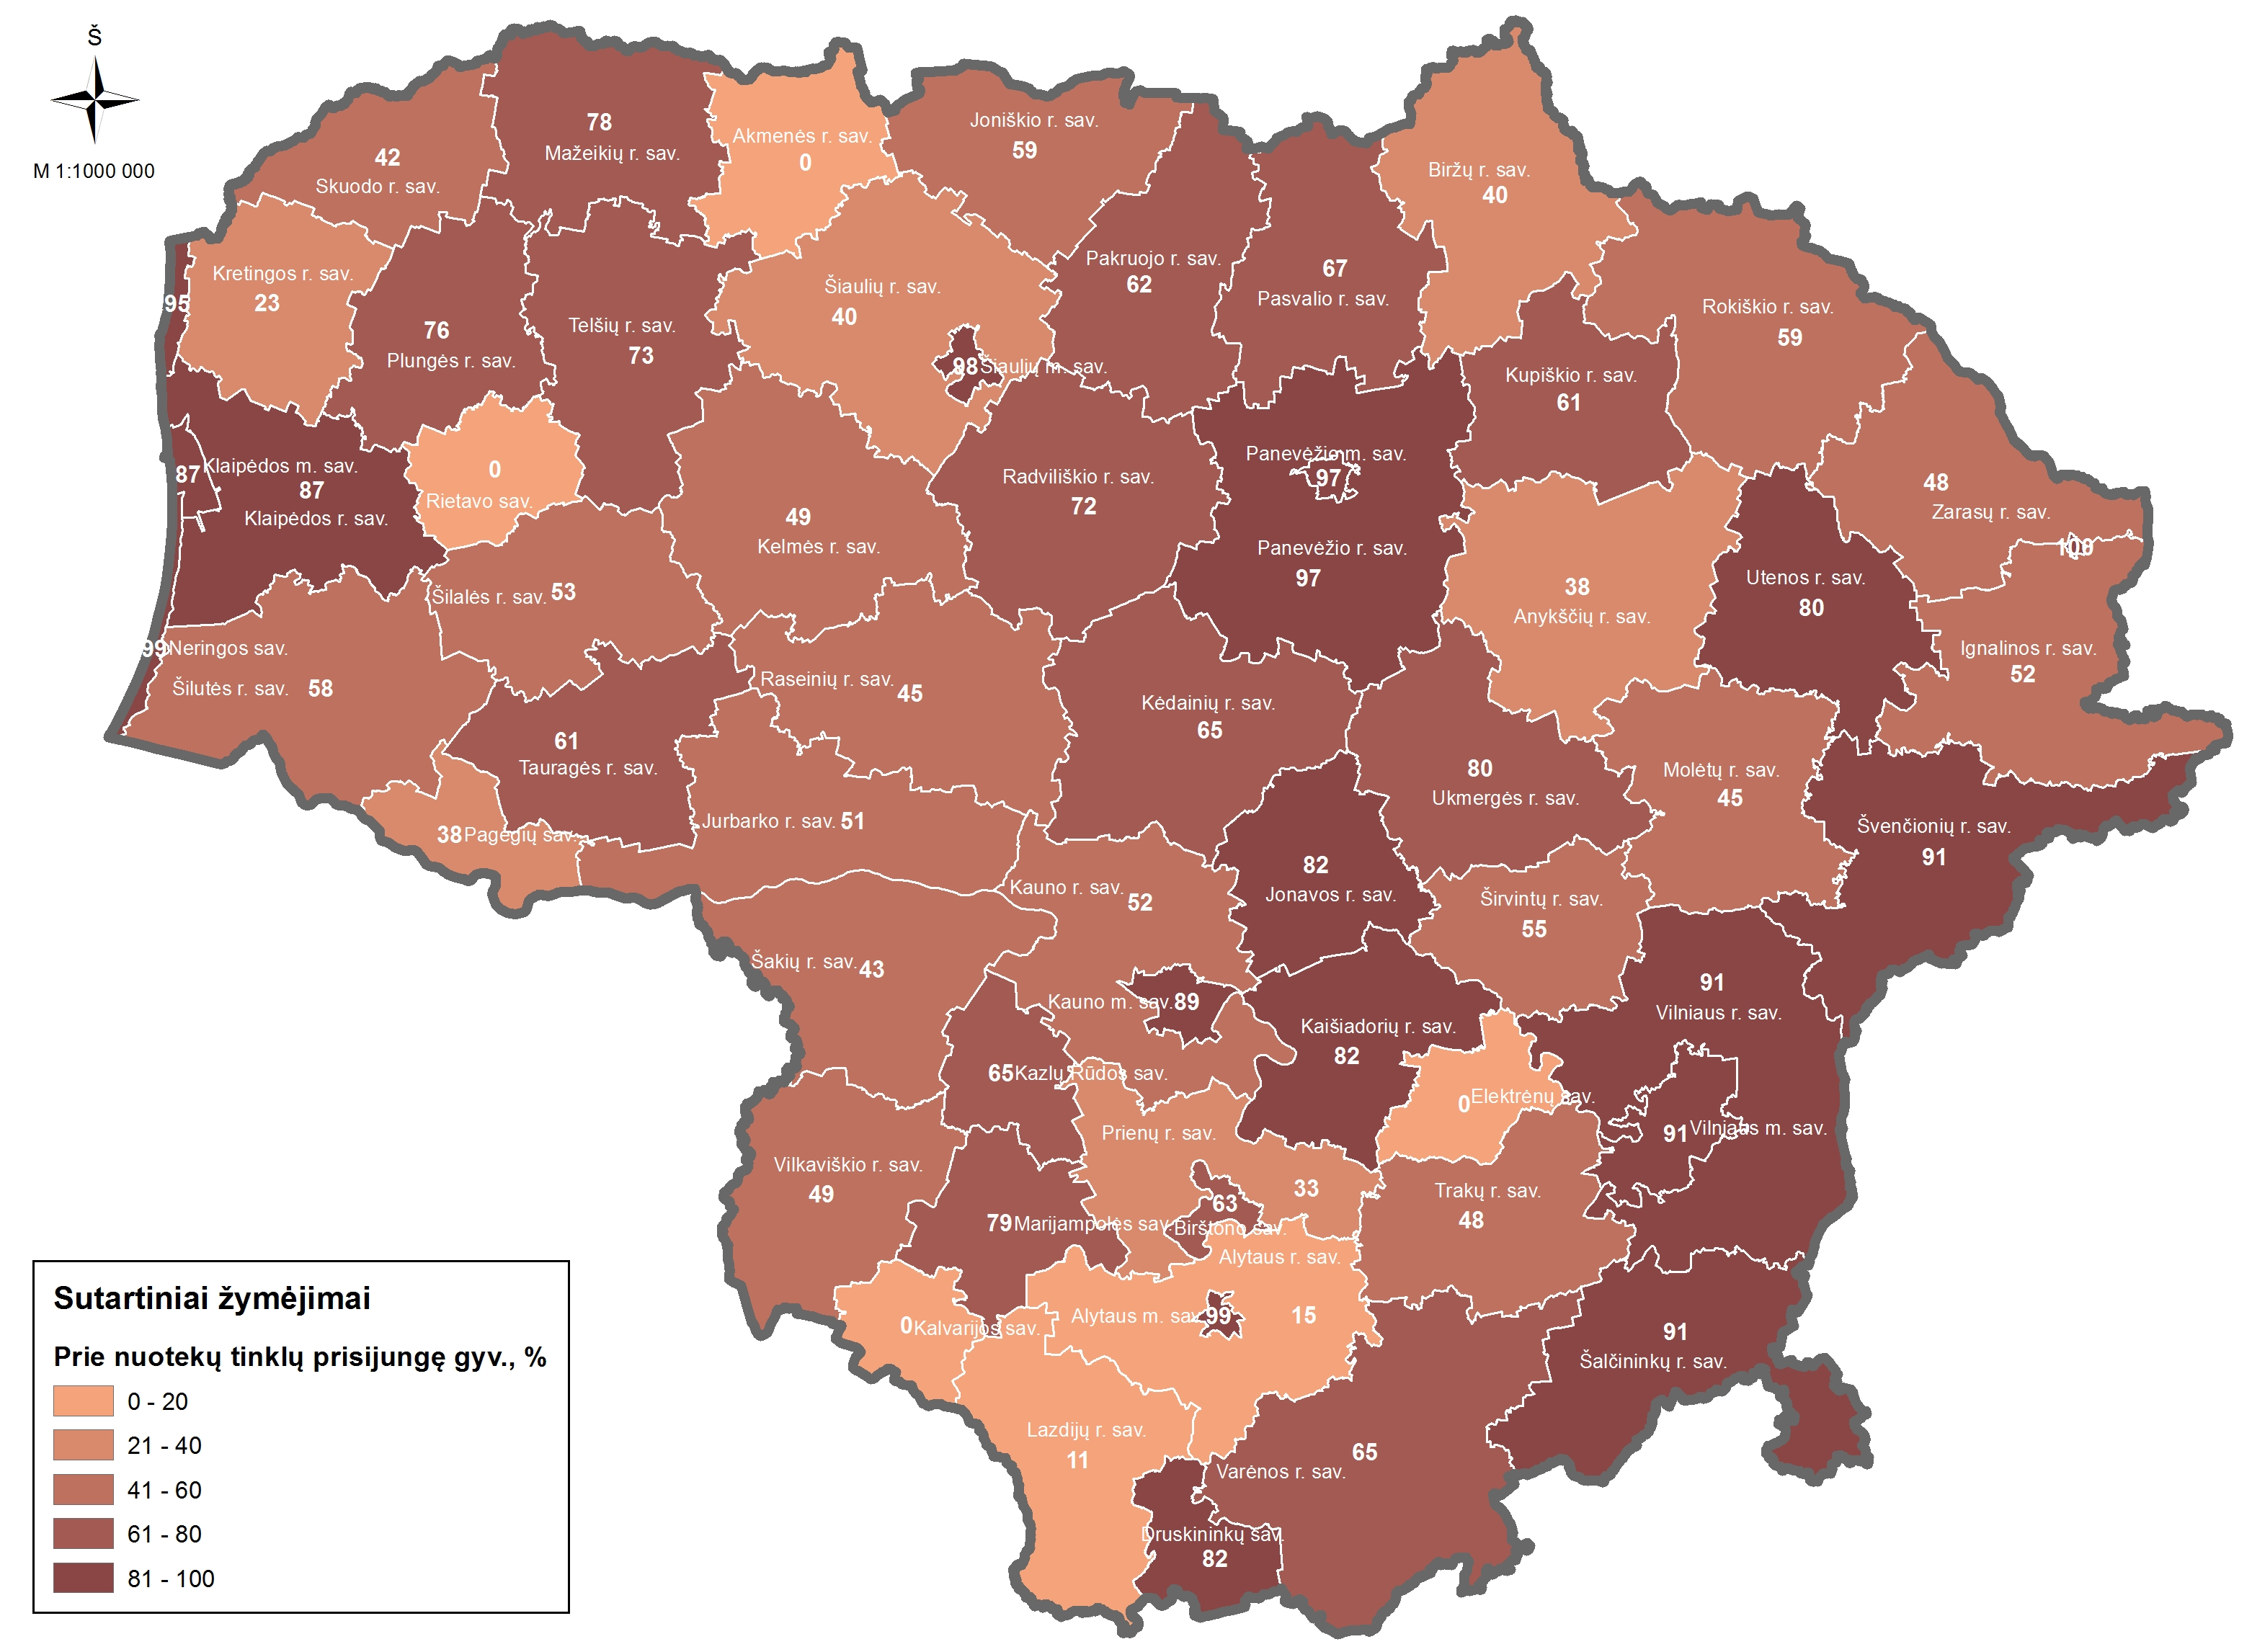 Š
M 1:1000 000
78
Mažeikių r. sav.
Akmenės r. sav.
0
Joniškio r. sav.
59
42
Skuodo r. sav.
Biržų r. sav.
40
Kretingos r. sav.
23
95
76
Plungės r. sav.
Telšių r. sav.
73
Šiaulių r. sav.
40
98 Šiaulių m. sav.
Pakruojo r. sav.
62
67
Pasvalio r. sav.
Rokiškio r. sav.
59
Kupiškio r. sav.
61
Klaipėdos m. sav.
87
87
Klaipėdos r. sav.
0
Rietavo sav.
49
Kelmės r. sav.
Radviliškio r. sav.
72
Panevėžio m. sav.
97
Panevėžio r. sav.
97
48
Zarasų r. sav.
100
Šilalės r. sav. 53
38
Anykščių r. sav.
Utenos r. sav.
80
Ignalinos r. sav.
52
99 Neringos sav.
Šilutės r. sav. 58
Raseinių r. sav. 45
Kėdainių r. sav.
65
61
Tauragės r. sav.
80
Ukmergės r. sav.
Molėtų r. sav.
45
38 Pagėgių sav.
Jurbarko r. sav. 51
Švenčionių r. sav.
91
82
Jonavos r. sav.
Kauno r. sav. 52
Širvintų r. sav.
55
Šakių r. sav. 43
Kauno m. sav. 89
Kaišiadorių r. sav.
82
91
Vilniaus r. sav.
65 Kazlų Rūdos sav.
0 Elektrėnų sav.
Prienų r. sav.
33
91 Vilniaus m. sav.
Vilkaviškio r. sav.
49
79 Marijampolės sav.
63
Birštono sav.
Trakų r. sav.
48
Alytaus r. sav.
15
Alytaus m. sav. 99
0 Kalvarijos sav.
91
Šalčininkų r. sav.
Lazdijų r. sav.
11
65
Varėnos r. sav.
Druskininkų sav.
82
Sutartiniai žymėjimai
Prie nuotekų tinklų prisijungę gyv., %
0 - 20
21 - 40
41 - 60
61 - 80
81 - 100